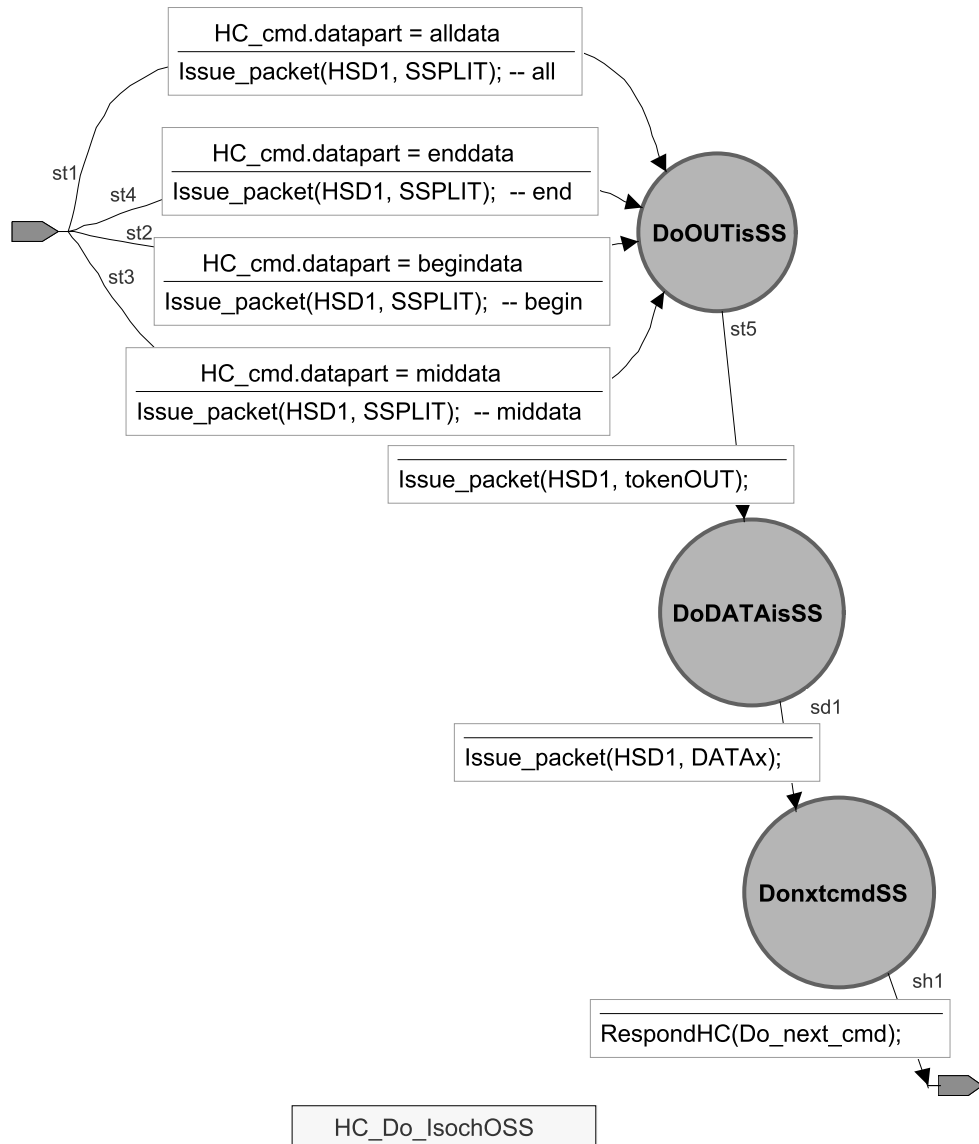 HC_cmd.datapart = alldata
Issue_packet(HSD1, SSPLIT); -- all
st1
HC_cmd.datapart = enddata
Issue_packet(HSD1, SSPLIT);  -- end
st4
st2
HC_cmd.datapart = begindata
Issue_packet(HSD1, SSPLIT);  -- begin
st3
HC_cmd.datapart = middata
Issue_packet(HSD1, SSPLIT);  -- middata
DoOUTisSS
st5
Issue_packet(HSD1, tokenOUT);
DoDATAisSS
sd1
Issue_packet(HSD1, DATAx);
DonxtcmdSS
sh1
RespondHC(Do_next_cmd);
HC_Do_IsochOSS